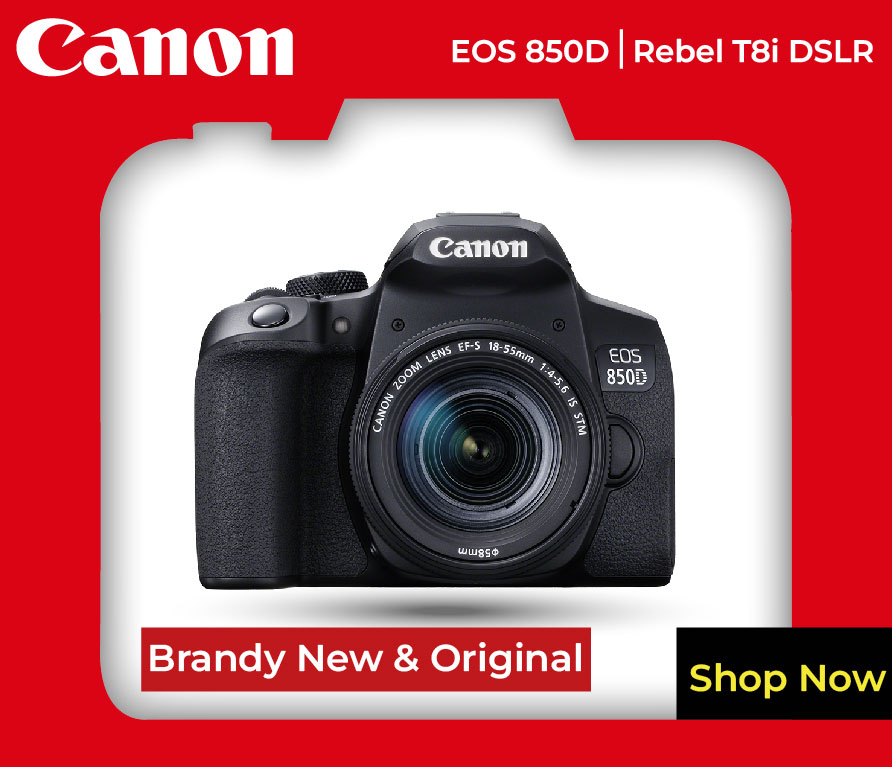 Canon
EOS 850D | Rebel T8i DSLR
Canon
EOS
850D
CANON ZOOM LENS EF-S 18-55mm 1:4-5.6 IS STM
ø58mm
Brandy New & Original
Shop Now